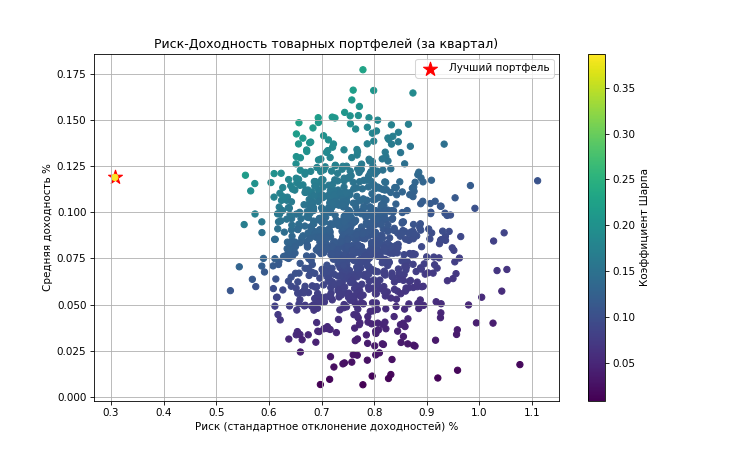 Риск-Доходность товарных портфелей (за квартал)
Лучший портфель
Средняя доходность %
0.175
0.150
0.125
0.100
0.075
0.050
0.025
0.000
0.3 0.4 0.5 0.6 0.7 0.8 0.9 1.0 1.1
Риск (стандартное отклонение доходностей) %
0.35
0.30
0.25
0.20
0.15
0.10
0.05
Коэффициент Шарпа